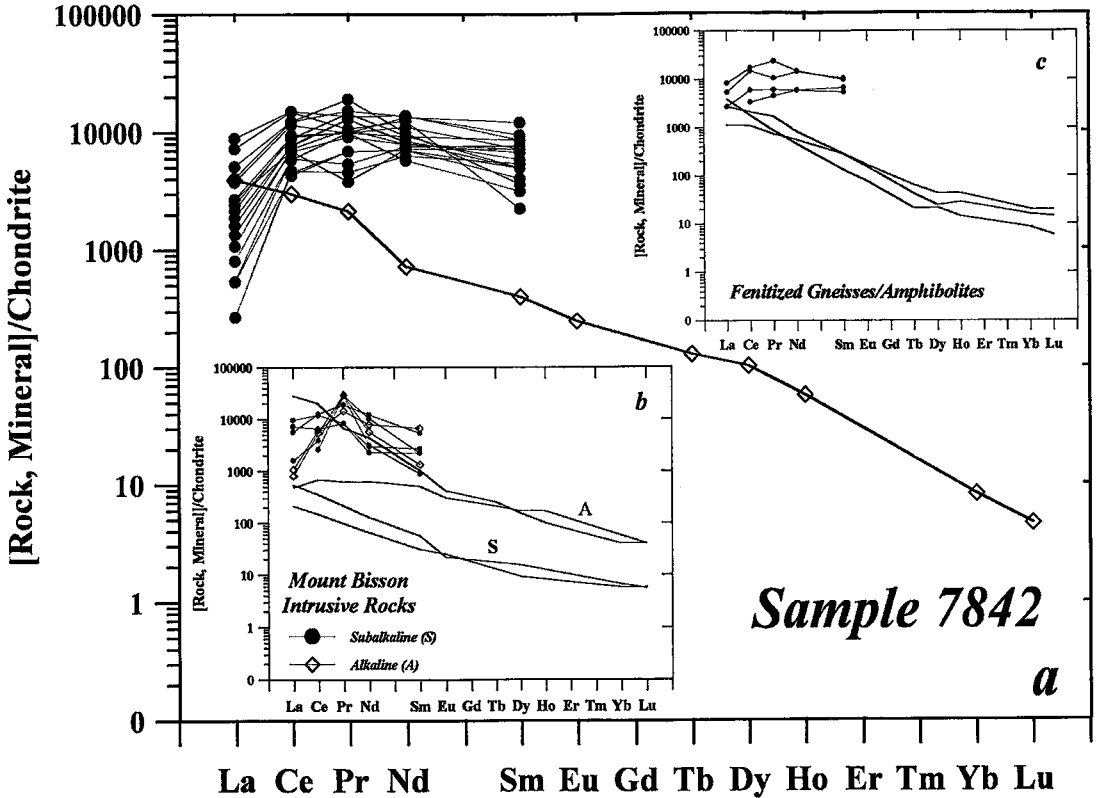 [Rock, Mineral]/Chondrite
100000
10000
1000
100
10
1
0
La Ce Pr Nd Sm Eu Gd Tb Dy Ho Er Tm Yb Lu
Sample 7842
a
[Rock, Mineral]/Chondrite
100000
10000
1000
100
10
1
0
c
Fenitized Gneisses/Amphibolites
La Ce Pr Nd Sm Eu Gd Tb Dy Ho Er Tm Yb Lu
[Rock, Mineral]/Chondrite
100000
10000
1000
100
10
1
0
b
A
S
Mount Bisson
Intrusive Rocks
Subalkaline (S)
Alkaline (A)
La Ce Pr Nd Sm Eu Gd Tb Dy Ho Er Tm Yb Lu